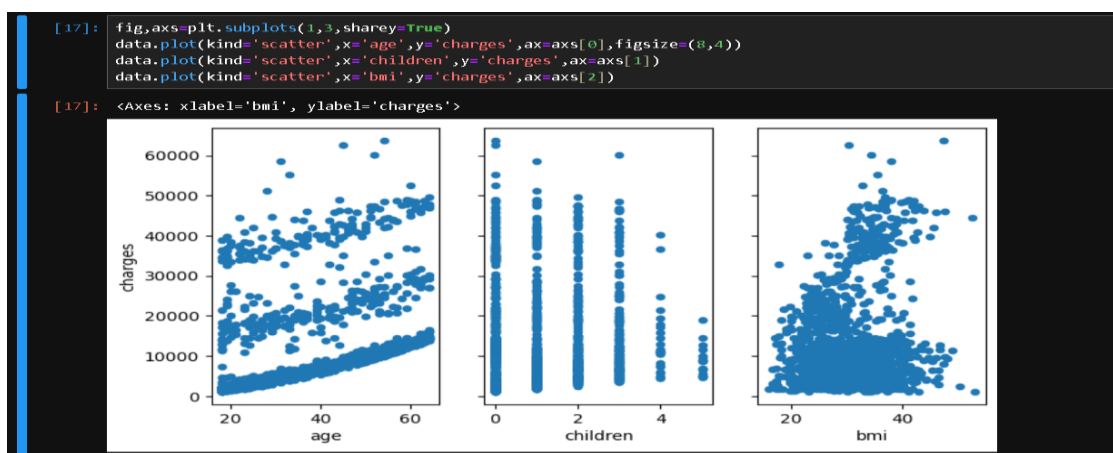 [17]: fig,axs=plt.subplots(1,3,sharey=True)
data.plot(kind='scatter',x='age',y='charges',ax=axs[0],figsize=(8,4))
data.plot(kind='scatter',x='children',y='charges',ax=axs[1])
data.plot(kind='scatter',x='bmi',y='charges',ax=axs[2])
[17]: <Axes: xlabel='bmi', ylabel='charges'>
60000
50000
40000
30000
20000
10000
0
charges
20 40 60
age
0 2 4
children
20 40
bmi